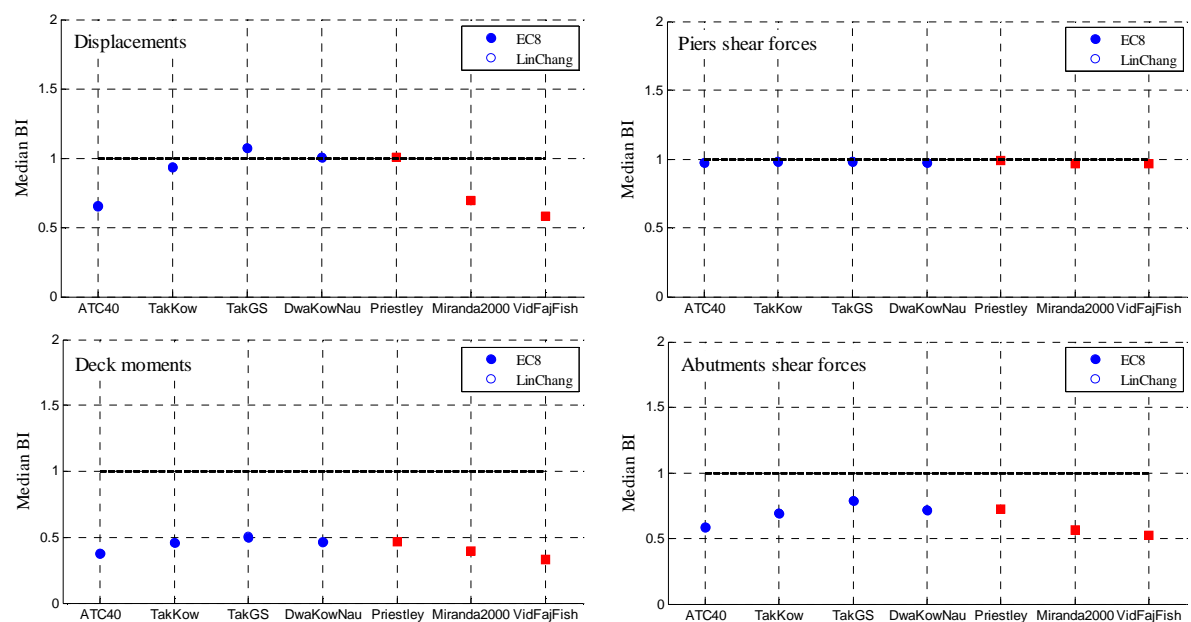 Displacements
EC8
LinChang
2
1.5
1
0.5
0
Median BI
ATC40 TakKow TakGS DwaKowNau Priestley Miranda2000 VidFajFish
Piers shear forces
EC8
LinChang
2
1.5
1
0.5
0
Median BI
ATC40 TakKow TakGS DwaKowNau Priestley Miranda2000 VidFajFish
Deck moments
EC8
LinChang
2
1.5
1
0.5
0
Median BI
ATC40 TakKow TakGS DwaKowNau Priestley Miranda2000 VidFajFish
Abutments shear forces
EC8
LinChang
2
1.5
1
0.5
0
Median BI
ATC40 TakKow TakGS DwaKowNau Priestley Miranda2000 VidFajFish